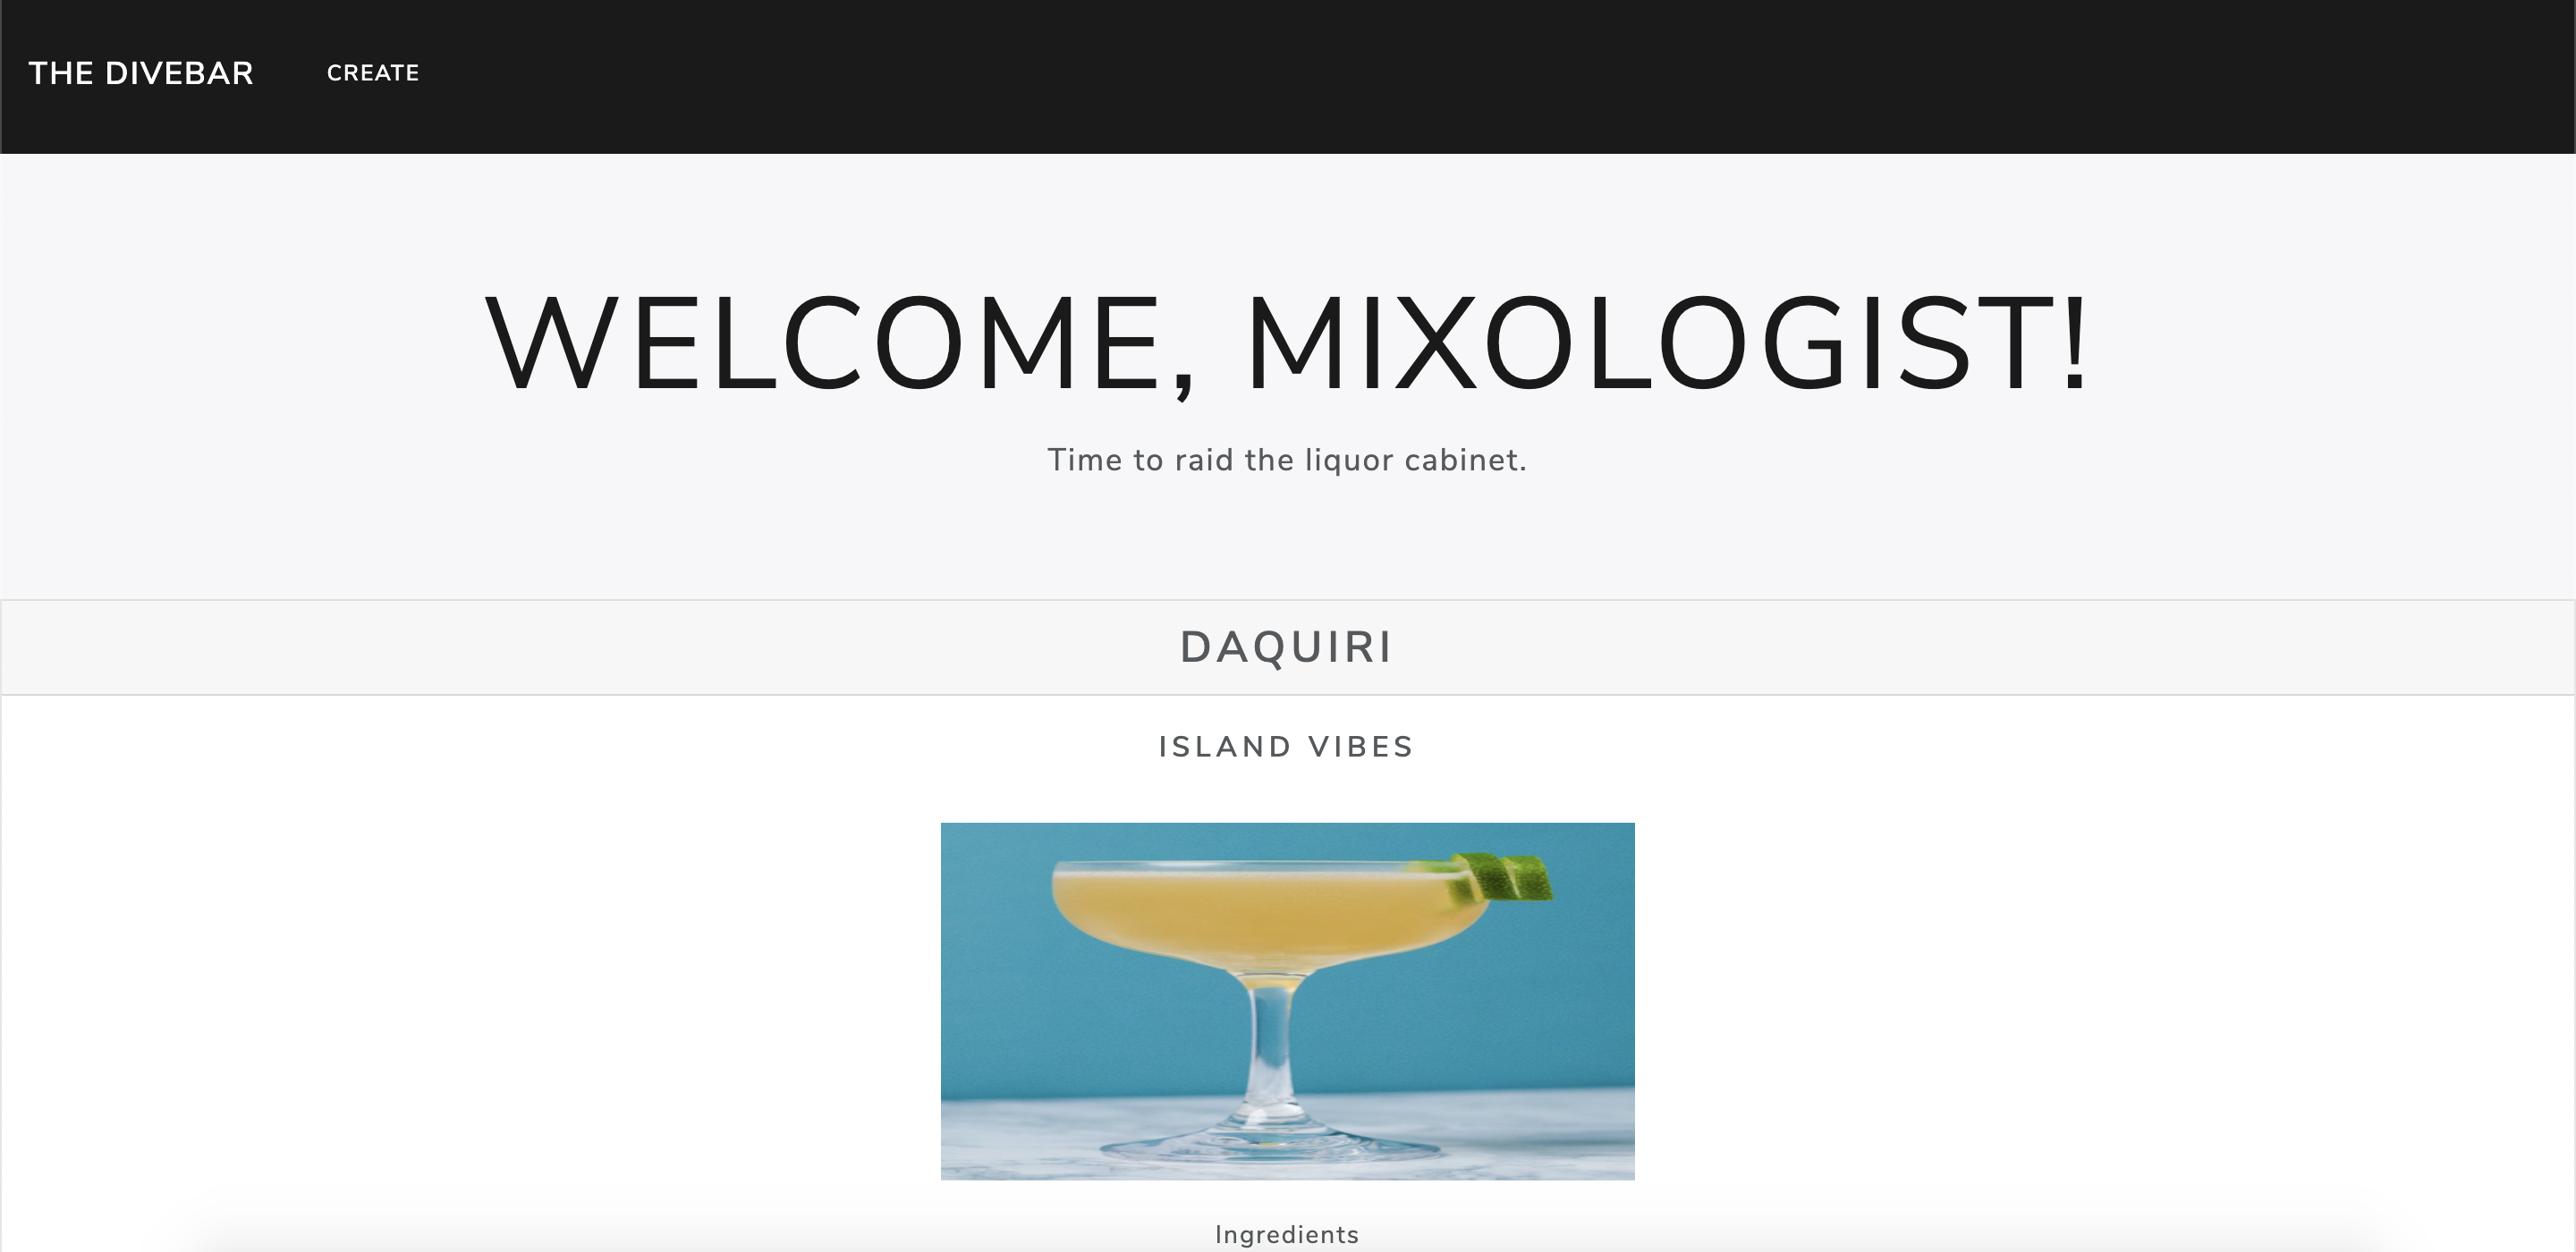 THE DIVEBAR CREATE
WELCOME, MIXOLOGIST!
Time to raid the liquor cabinet.
DAQUIRI
ISLAND VIBES
Ingredients